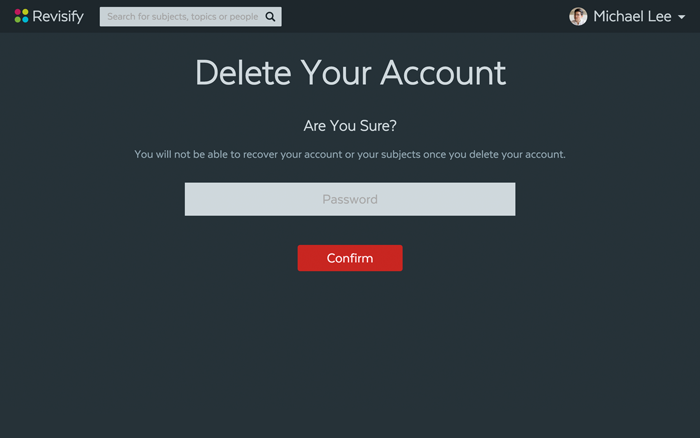 Revisify
Search for subjects, topics or people
Michael Lee
Delete Your Account
Are You Sure?
You will not be able to recover your account or your subjects once you delete your account.
Password
Confirm